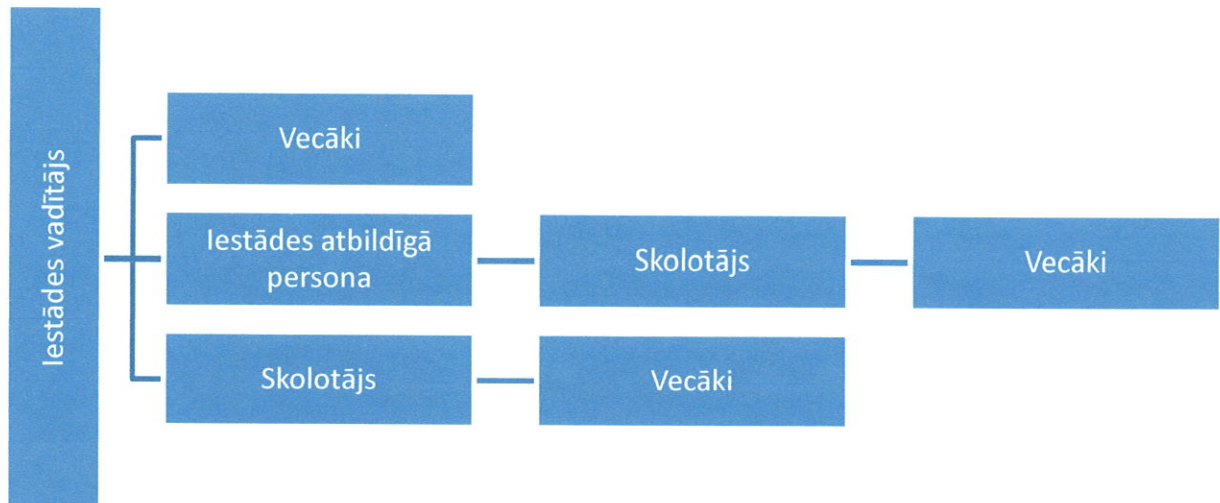 Iestādes vadītājs
Vecāki
Iestādes atbildīgā
persona
Skolotājs
Vecāki
Skolotājs
Vecāki